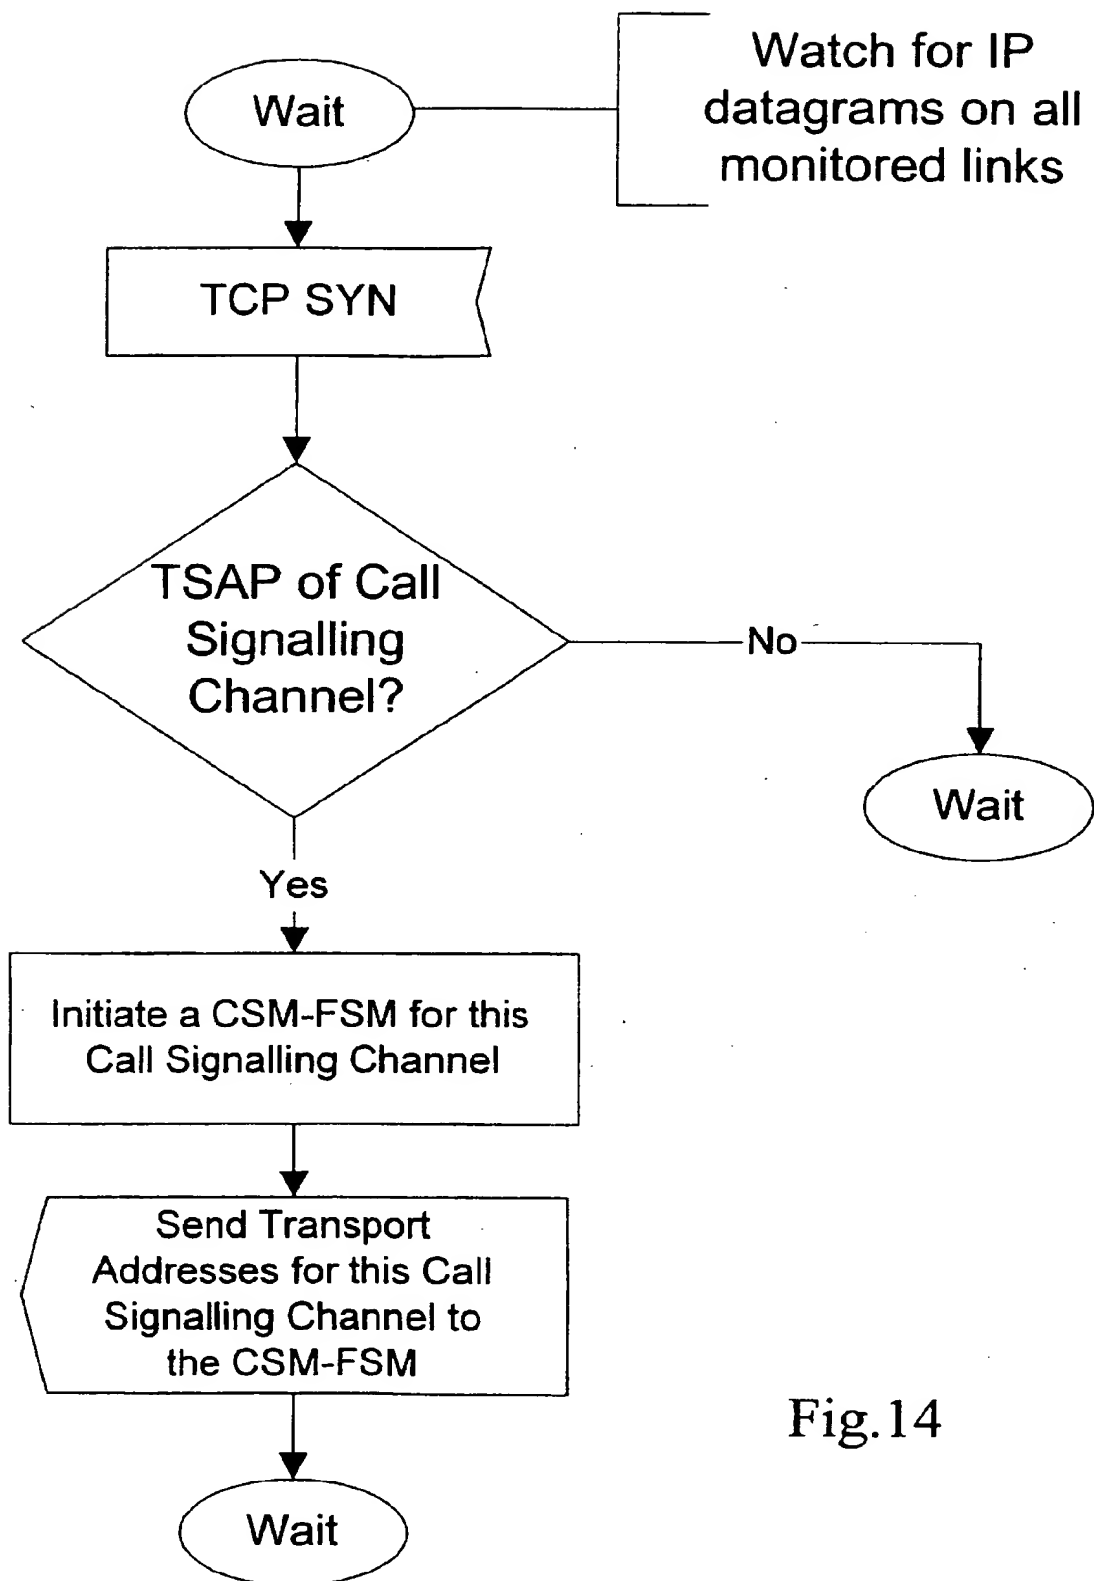 Wait
Watch for IP
datagrams on all
monitored links
TCP SYN
TSAP of Call
Signalling
Channel?
No
Wait
Yes
Initiate a CSM-FSM for this
Call Signalling Channel
Send Transport
Addresses for this Call
Signalling Channel to
the CSM-FSM
Wait
Fig.14